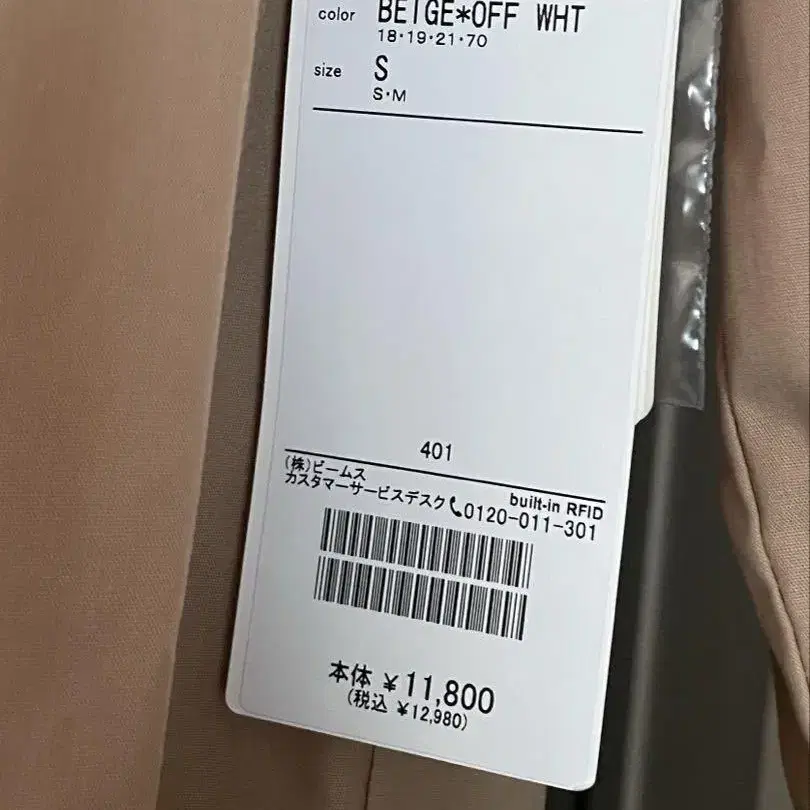 color BEIGE*OFF WHT
18・19・21・70
size S
S・M
401
(株)ビームス
built-in RFID
カスタマーサービスデスク 0120-011-301
本体 ¥11,800
(税込 ¥12,980)